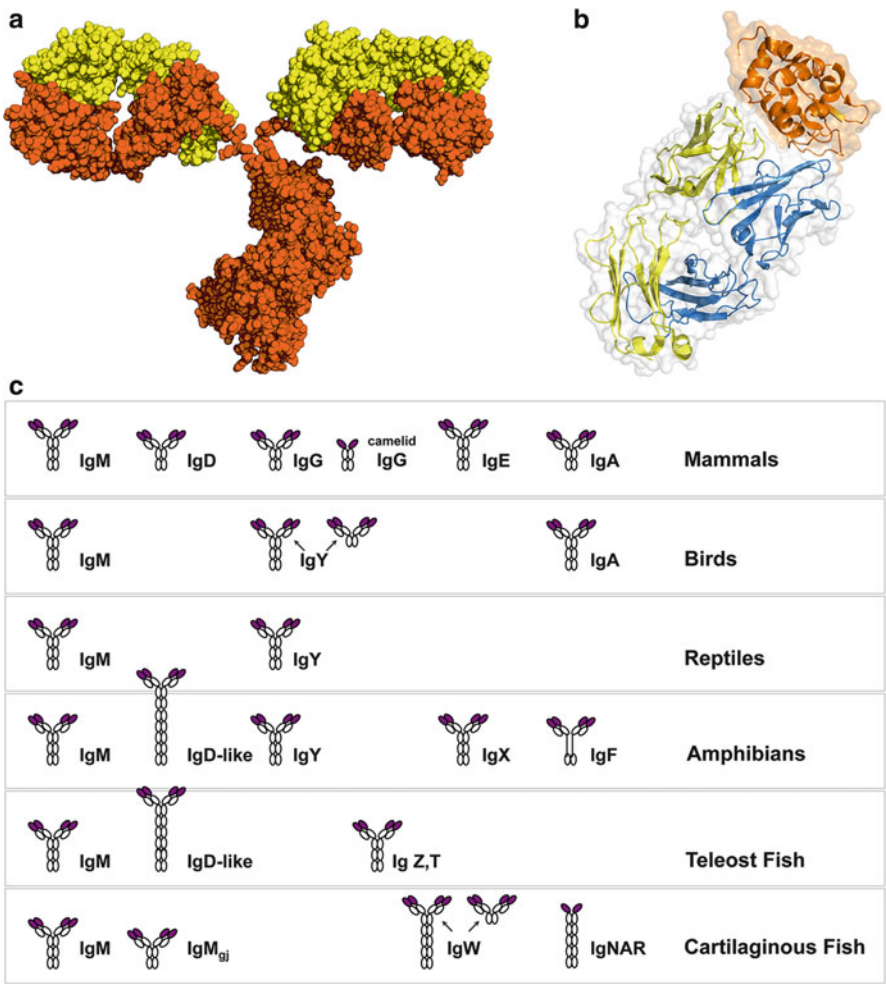 a
b
c
camelid
IgM IgD IgG IgG IgE IgA Mammals
IgM IgY IgA Birds
IgM IgY Reptiles
IgM IgD-like IgY IgX IgF Amphibians
IgM IgD-like Ig Z,T Teleost Fish
IgM IgMgj IgW IgNAR Cartilaginous Fish